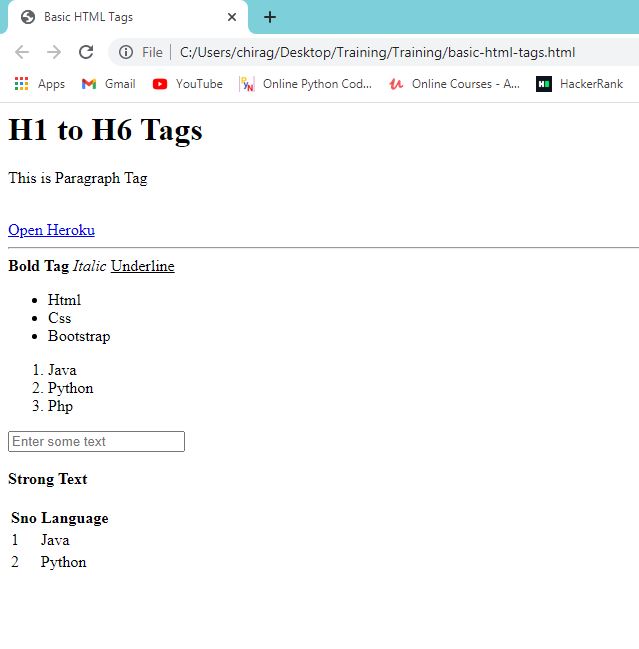 Basic HTML Tags
File | C:/Users/chirag/Desktop/Training/Training/basic-html-tags.html
Apps Gmail YouTube Online Python Cod... Online Courses - A... HackerRank
H1 to H6 Tags
This is Paragraph Tag
Open Heroku
Bold Tag Italic Underline
• Html
• Css
• Bootstrap
1. Java
2. Python
3. Php
Enter some text
Strong Text
Sno Language
1 Java
2 Python